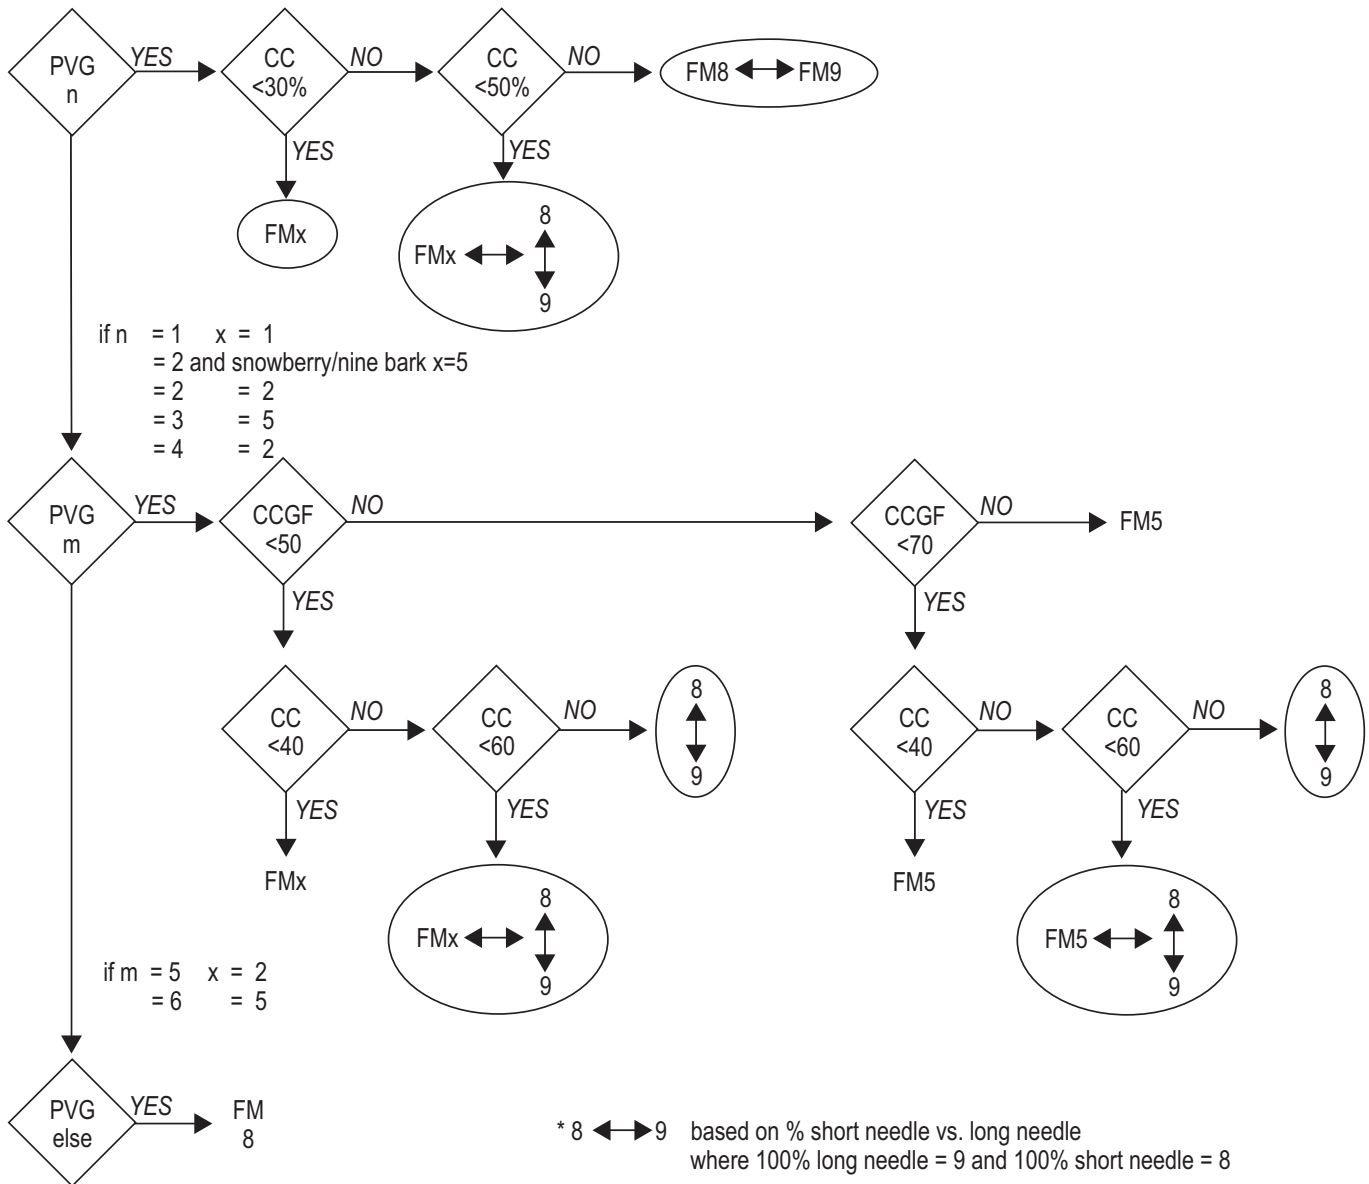 PVG
n
YES
CC
<30%
NO
CC
<50%
NO
FM8 FM9
YES
YES
FMx
8
FMx
9
if n = 1 x = 1
= 2 and snowberry/nine bark x=5
= 2 = 2
= 3 = 5
= 4 = 2
PVG
m
YES
CCGF
<50
NO
CCGF
<70
NO
FM5
YES
YES
CC
<40
NO
CC
<60
NO
8
9
CC
<40
NO
CC
<60
NO
8
9
YES
YES
YES
YES
FMx
8
FMx
9
FM5
8
FM5
9
if m = 5 x = 2
= 6 = 5
PVG
else
YES
FM
8
* 8 9 based on % short needle vs. long needle
where 100% long needle = 9 and 100% short needle = 8